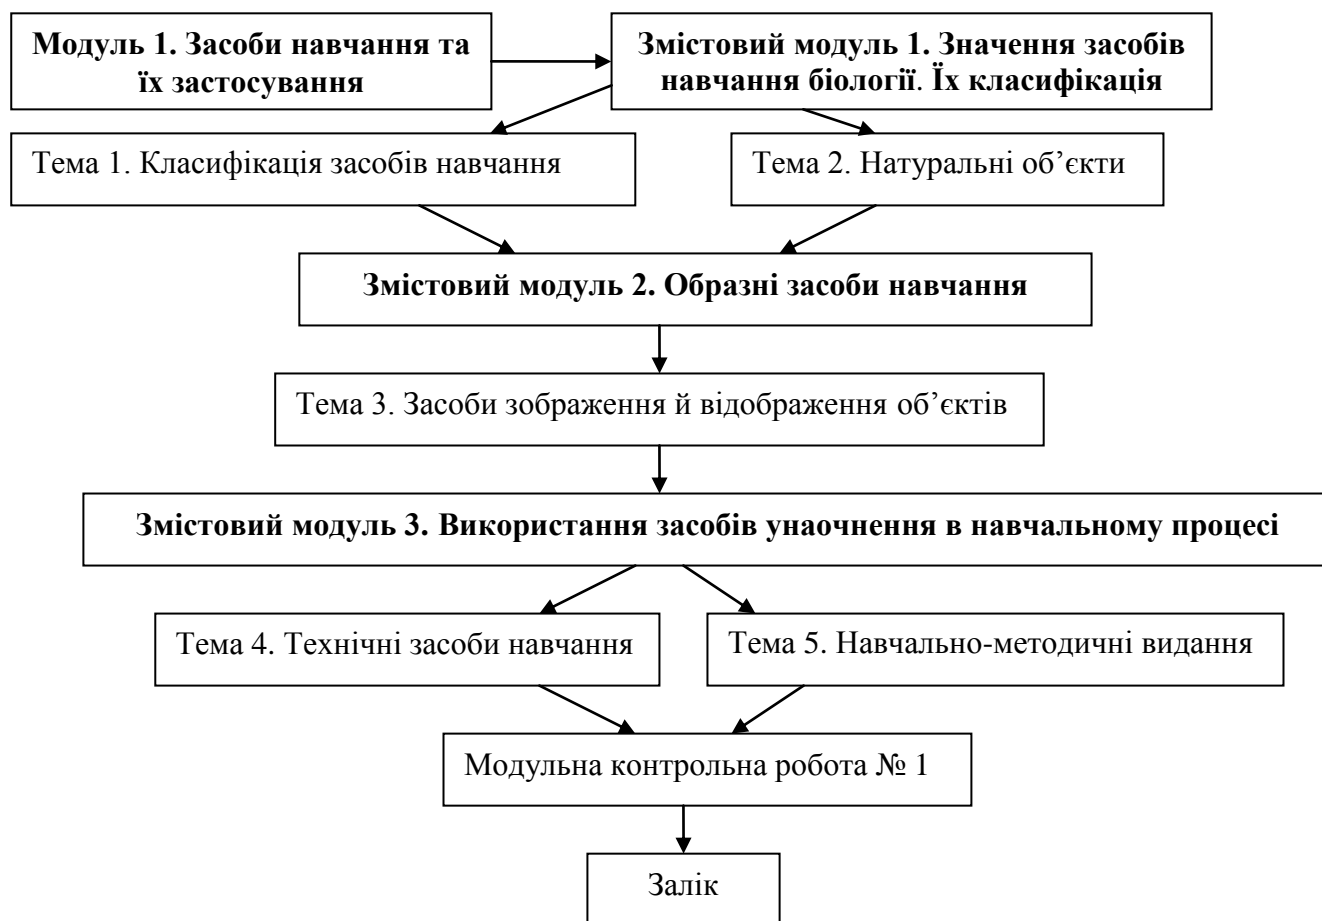 Модуль 1. Засоби навчання та
їх застосування
Змістовий модуль 1. Значення засобів
навчання біології. Їх класифікація
Тема 1. Класифікація засобів навчання
Тема 2. Натуральні об’єкти
Змістовий модуль 2. Образні засоби навчання
Тема 3. Засоби зображення й відображення об’єктів
Змістовий модуль 3. Використання засобів унаочнення в навчальному процесі
Тема 4. Технічні засоби навчання
Тема 5. Навчально-методичні видання
Модульна контрольна робота № 1
Залік